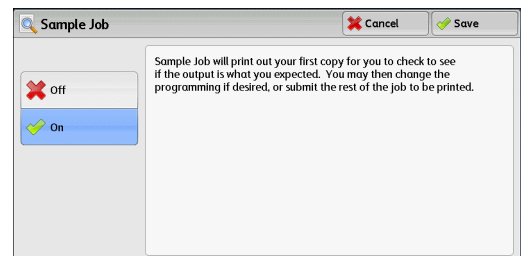 Sample Job
Cancel
Save
Off
On
Sample Job will print out your first copy for you to check to see
if the output is what you expected. You may then change the
programming if desired, or submit the rest of the job to be printed.